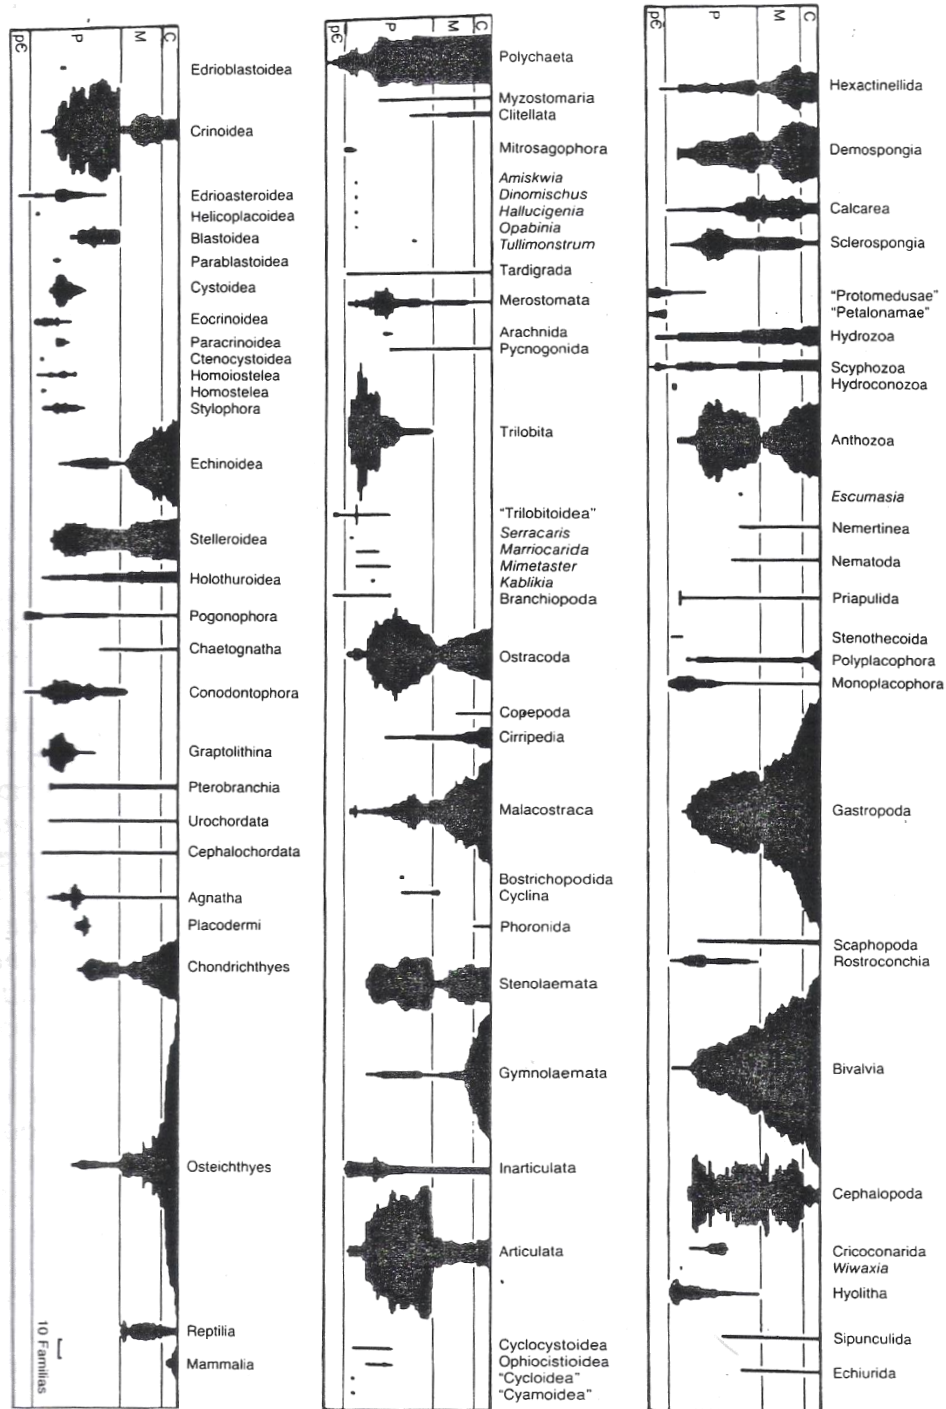 pЄ P M C
Edrioblastoidea
Crinoidea
Edrioasteroidea
Helicoplacoidea
Blastoidea
Parablastoidea
Cystoidea
Eocrinoidea
Paracrinoidea
Ctenocystoidea
Homoiostelea
Homostelea
Stylophora
Echinoidea
Stelleroidea
Holothuroidea
Pogonophora
Chaetognatha
Conodontophora
Graptolithina
Pterobranchia
Urochordata
Cephalochordata
Agnatha
Placodermi
Chondrichthyes
Osteichthyes
Reptilia
Mammalia
10 Familias
pЄ P M C
Polychaeta
Myzostomaria
Clitellata
Mitrosagophora
Amiskwia
Dinomischus
Hallucigenia
Opabinia
Tullimonstrum
Tardigrada
Merostomata
Arachnida
Pycnogonida
Trilobita
"Trilobitoidea"
Serracaris
Marriocarida
Mimetaster
Kablikia
Branchiopoda
Ostracoda
Copepoda
Cirripedia
Malacostraca
Bostrichopodida
Cyclina
Phoronida
Stenolaemata
Gymnolaemata
Inarticulata
Articulata
Cyclocystoidea
Ophiocistioidea
"Cycloidea"
"Cyamoidea"
pЄ P M C
Hexactinellida
Demospongia
Calcarea
Sclerospongia
"Protomedusae"
"Petalonamae"
Hydrozoa
Scyphozoa
Hydroconozoa
Anthozoa
Escumasia
Nemertinea
Nematoda
Priapulida
Stenothecoida
Polyplacophora
Monoplacophora
Gastropoda
Scaphopoda
Rostroconchia
Bivalvia
Cephalopoda
Cricoconarida
Wiwaxia
Hyolitha
Sipunculida
Echiurida